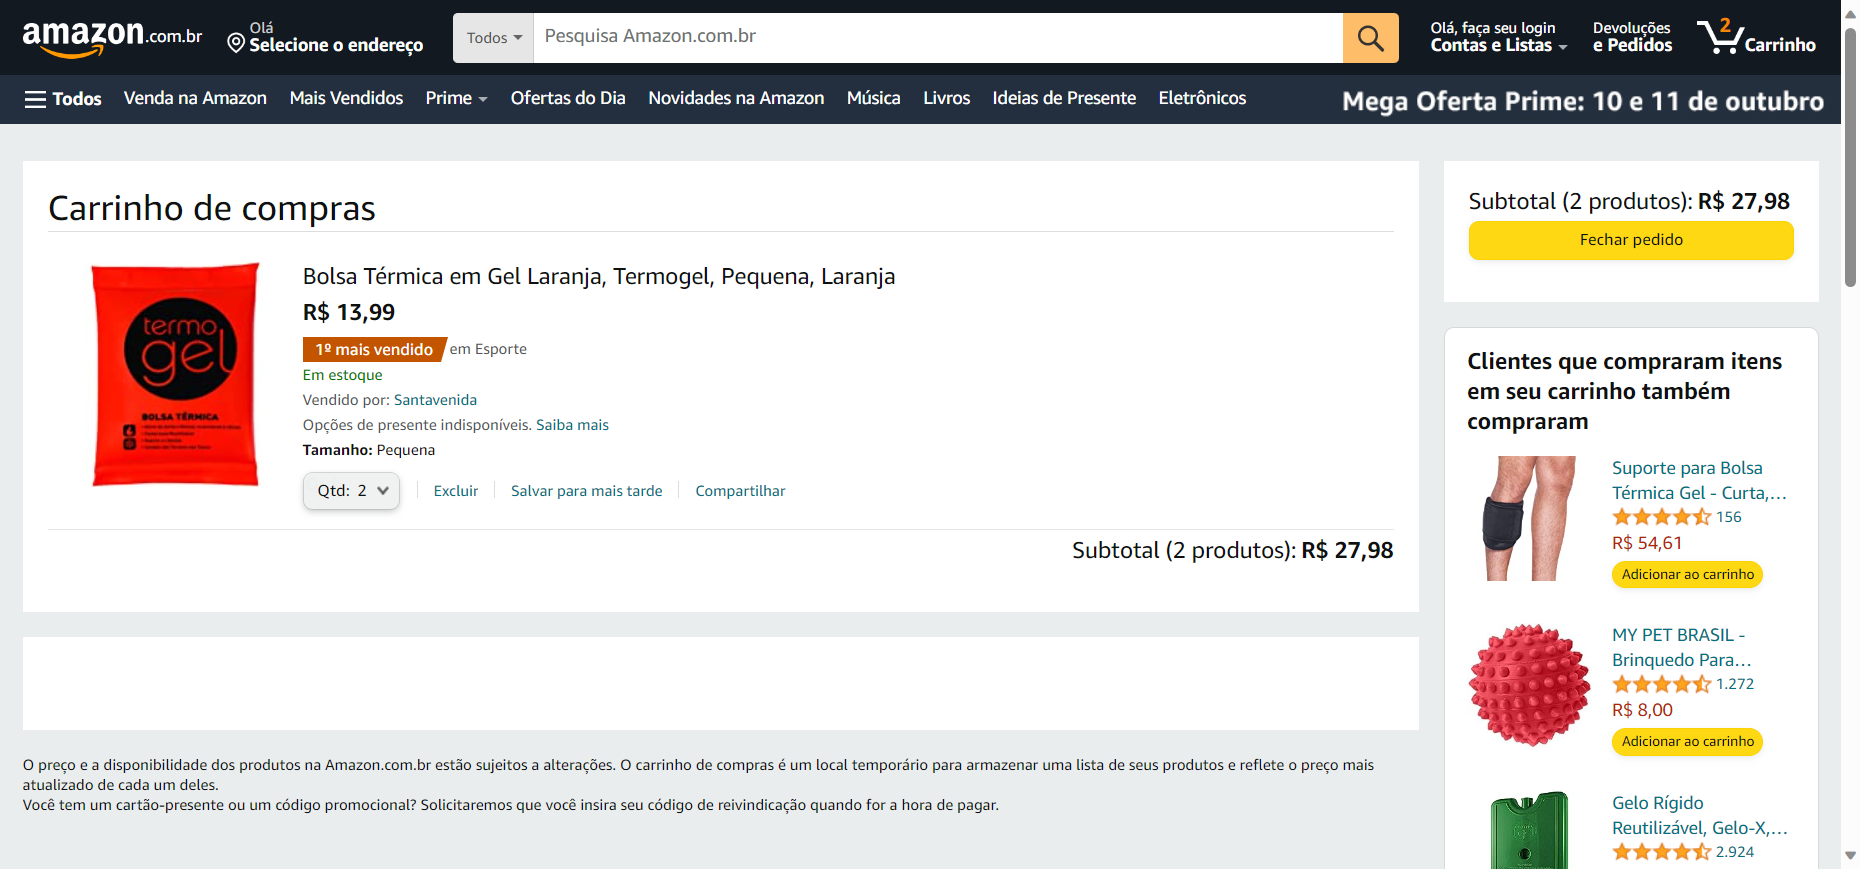 amazon.com.br
Olá
Selecione o endereço
Todos
Pesquisa Amazon.com.br
Olá, faça seu login
Contas e Listas
Devoluções
e Pedidos
2
Carrinho
Todos
Venda na Amazon
Mais Vendidos
Prime
Ofertas do Dia
Novidades na Amazon
Música
Livros
Ideias de Presente
Eletrônicos
Mega Oferta Prime: 10 e 11 de outubro
Carrinho de compras
termo
gel
BOLSA TÉRMICA
Bolsa Térmica em Gel Laranja, Termogel, Pequena, Laranja
R$ 13,99
1º mais vendido em Esporte
Em estoque
Vendido por: Santavenida
Opções de presente indisponíveis. Saiba mais
Tamanho: Pequena
Qtd: 2
Excluir
Salvar para mais tarde
Compartilhar
Subtotal (2 produtos): R$ 27,98
O preço e a disponibilidade dos produtos na Amazon.com.br estão sujeitos a alterações. O carrinho de compras é um local temporário para armazenar uma lista de seus produtos e reflete o preço mais
atualizado de cada um deles.
Você tem um cartão-presente ou um código promocional? Solicitaremos que você insira seu código de reivindicação quando for a hora de pagar.
Subtotal (2 produtos): R$ 27,98
Fechar pedido
Clientes que compraram itens
em seu carrinho também
compraram
Suporte para Bolsa
Térmica Gel - Curta,...
156
R$ 54,61
Adicionar ao carrinho
MY PET BRASIL -
Brinquedo Para...
1.272
R$ 8,00
Adicionar ao carrinho
Gelo Rígido
Reutilizável, Gelo-X,...
2.924